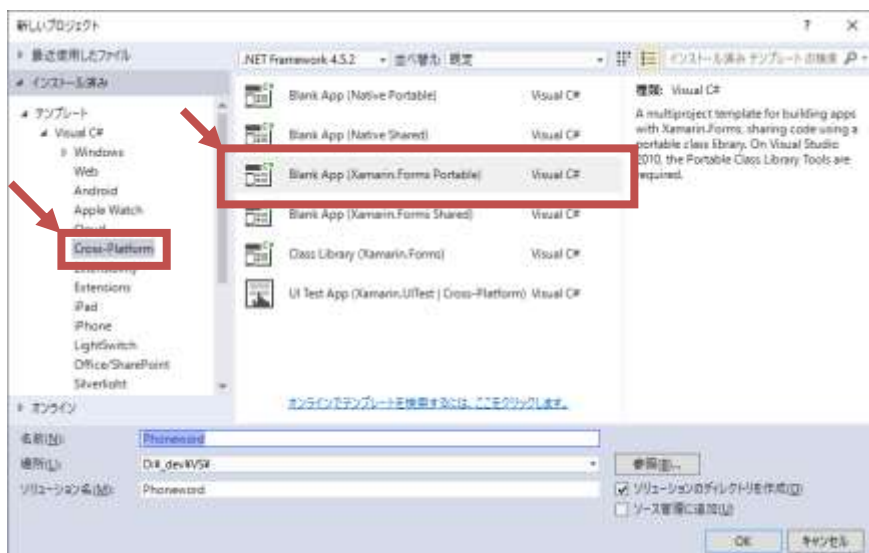 新しいプロジェクト
? ×
▷ 最近使用したファイル
.NET Framework 4.5.2
並べ替え: 既定
インストール済み テンプレート の検索
▲ インストール済み
▲ テンプレート
▲ Visual C#
▷ Windows
Web
Android
Apple Watch
Cloud
Cross-Platform
Extensibility
Extensions
iPad
iPhone
LightSwitch
Office/SharePoint
Silverlight
▷ オンライン
Blank App (Native Portable) Visual C#
Blank App (Native Shared) Visual C#
Blank App (Xamarin.Forms Portable) Visual C#
Blank App (Xamarin.Forms Shared) Visual C#
Class Library (Xamarin.Forms) Visual C#
UI Test App (Xamarin.UITest | Cross-Platform) Visual C#
オンラインでテンプレートを検索するには、ここをクリックします。
種類: Visual C#
A multiproject template for building apps
with Xamarin.Forms, sharing code using a
portable class library. On Visual Studio
2010, the Portable Class Library Tools are
required.
名前(N): Phoneword
場所(L): D:¥_dev¥VS¥
参照(B)...
ソリューション名(M): Phoneword
ソリューションのディレクトリを作成(D)
ソース管理に追加(U)
OK キャンセル